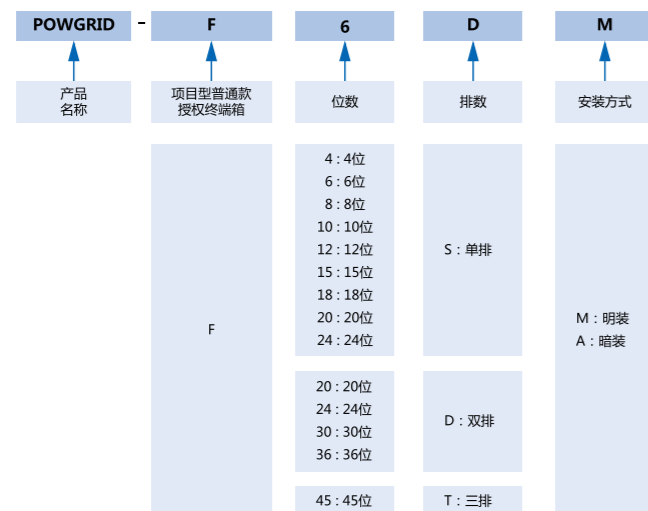 POWGRID - F 6 D M
产品
名称
项目型普通款
授权终端箱
位数
排数
安装方式
F
4 : 4位
6 : 6位
8 : 8位
10 : 10位
12 : 12位
15 : 15位
18 : 18位
20 : 20位
24 : 24位
S : 单排
20 : 20位
24 : 24位
30 : 30位
36 : 36位
D : 双排
45 : 45位
T : 三排
M : 明装
A : 暗装